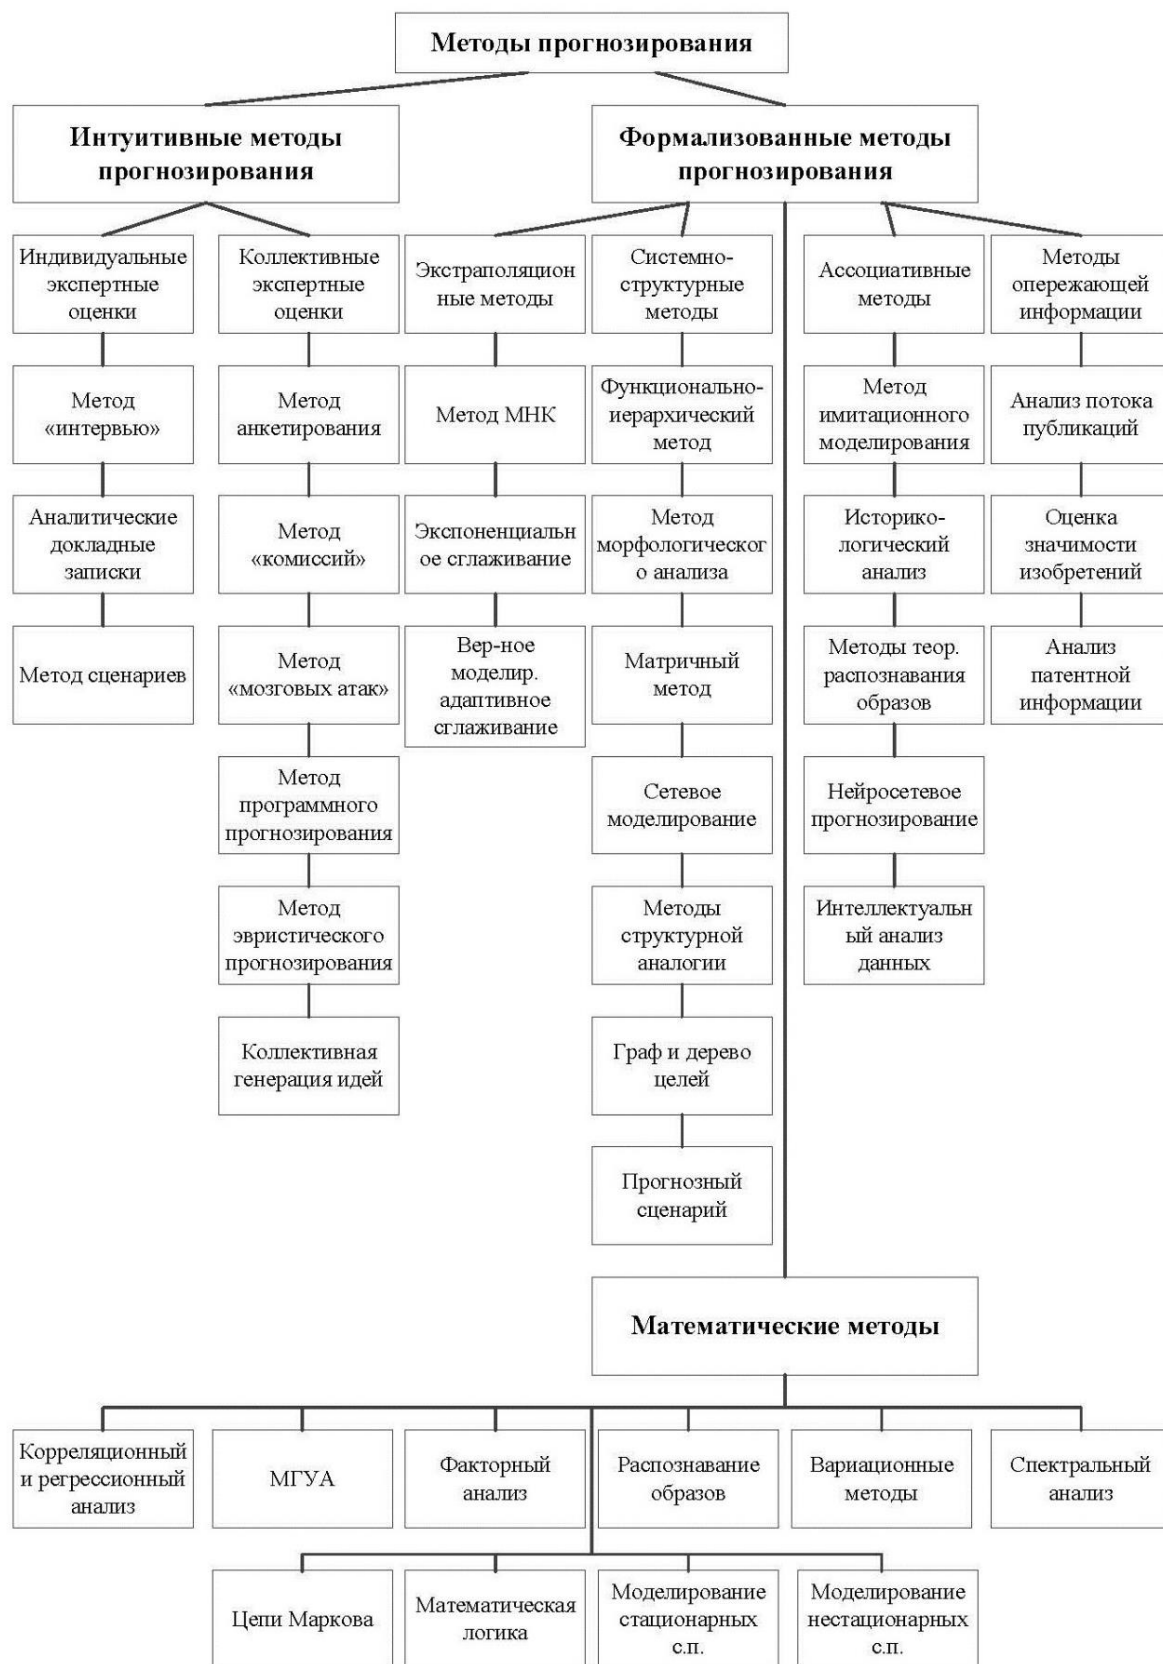 Методы прогнозирования
Интуитивные методы
прогнозирования
Формализованные методы
прогнозирования
Индивидуальные
экспертные
оценки
Коллективные
экспертные
оценки
Экстраполяцион
ные методы
Системно-
структурные
методы
Ассоциативные
методы
Методы
опережающей
информации
Метод
«интервью»
Метод
анкетирования
Метод МНК
Функционально-
иерархический
метод
Метод
имитационного
моделирования
Анализ потока
публикаций
Аналитические
докладные
записки
Метод
«комиссий»
Экспоненциальн
ое сглаживание
Метод
морфологическог
о анализа
Историко-
логический
анализ
Оценка
значимости
изобретений
Метод сценариев
Метод
«мозговых атак»
Вер-ное
моделир.
адаптивное
сглаживание
Матричный
метод
Методы теор.
распознавания
образов
Анализ
патентной
информации
Метод
программного
прогнозирования
Сетевое
моделирование
Нейросетевое
прогнозирование
Метод
эвристического
прогнозирования
Методы
структурной
аналогии
Интеллектуальн
ый анализ
данных
Коллективная
генерация идей
Граф и дерево
целей
Прогнозный
сценарий
Математические методы
Корреляционный
и регрессионный
анализ
МГУА
Факторный
анализ
Распознавание
образов
Вариационные
методы
Спектральный
анализ
Цепи Маркова
Математическая
логика
Моделирование
стационарных
с.п.
Моделирование
нестационарных
с.п.